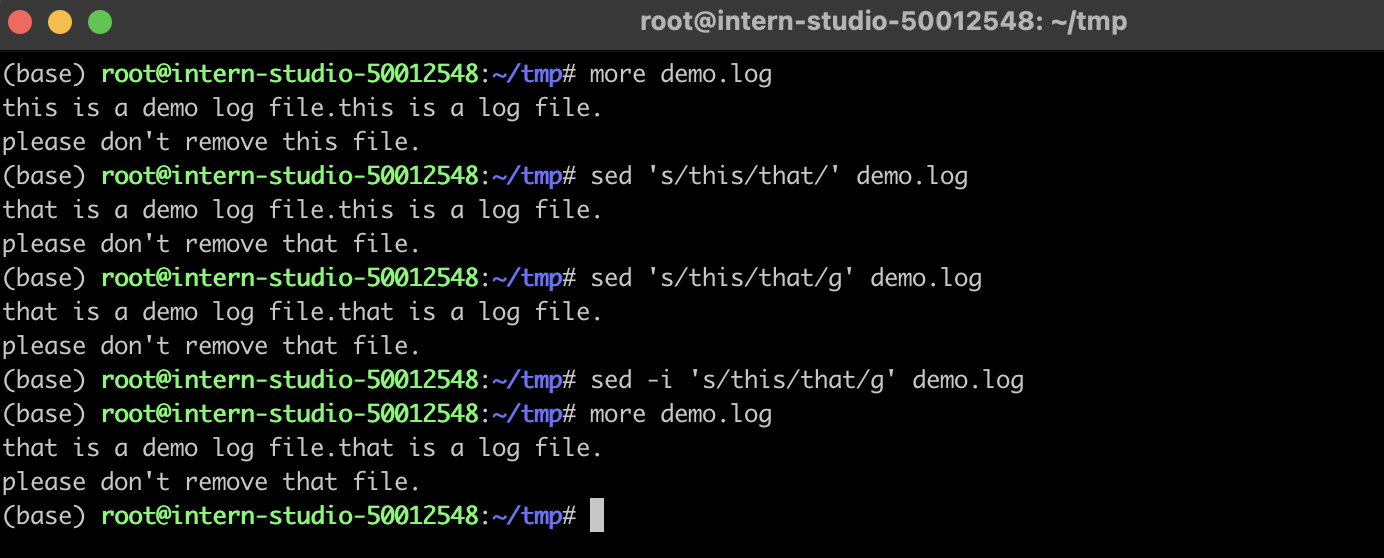 root@intern-studio-50012548: ~/tmp
(base) root@intern-studio-50012548:~/tmp# more demo.log
this is a demo log file.this is a log file.
please don't remove this file.
(base) root@intern-studio-50012548:~/tmp# sed 's/this/that/' demo.log
that is a demo log file.this is a log file.
please don't remove that file.
(base) root@intern-studio-50012548:~/tmp# sed 's/this/that/g' demo.log
that is a demo log file.that is a log file.
please don't remove that file.
(base) root@intern-studio-50012548:~/tmp# sed -i 's/this/that/g' demo.log
(base) root@intern-studio-50012548:~/tmp# more demo.log
that is a demo log file.that is a log file.
please don't remove that file.
(base) root@intern-studio-50012548:~/tmp#